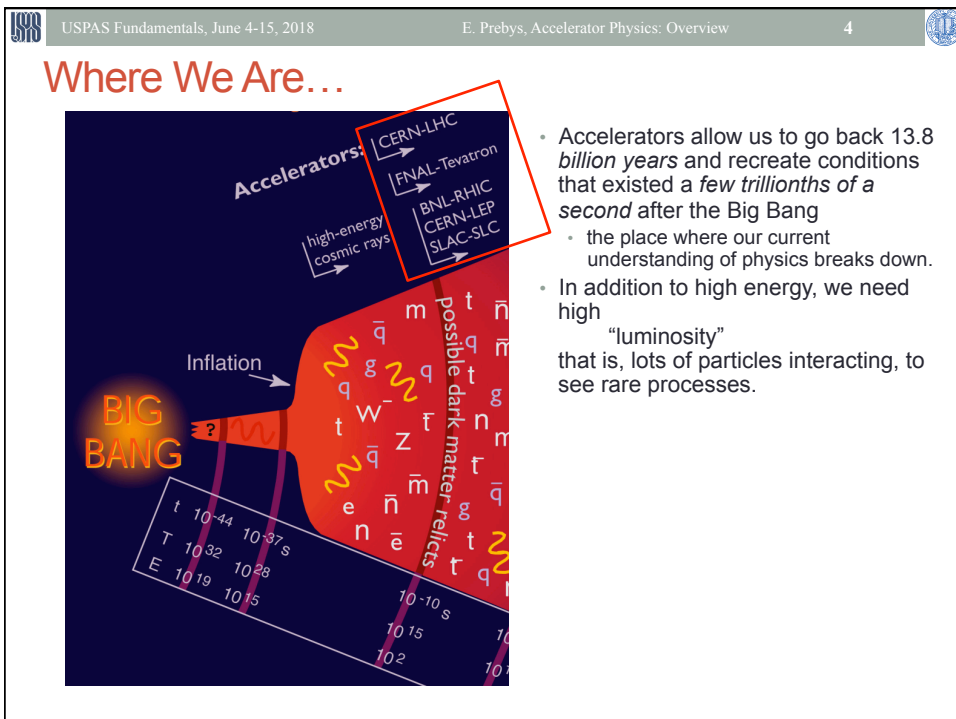 USPAS Fundamentals, June 4-15, 2018 E. Prebys, Accelerator Physics: Overview 4
Where We Are…
Accelerators:
CERN-LHC
FNAL-Tevatron
high-energy
cosmic rays
BNL-RHIC
CERN-LEP
SLAC-SLC
Inflation
BIG
BANG
?
possible dark matter relicts
m t n̄
q̄ q m̄
g q t
q g
W⁻ t̄ n
t Z m
q̄ t̄
m̄ q̄
e n̄ g
n ē t
t̄ q
t 10⁻⁴⁴ 10⁻³⁷ s 10⁻¹⁰ s
T 10³² 10²⁸ 10¹⁵
E 10¹⁹ 10¹⁵ 10²
• Accelerators allow us to go back 13.8
billion years and recreate conditions
that existed a few trillionths of a
second after the Big Bang
• the place where our current
understanding of physics breaks down.
• In addition to high energy, we need
high
“luminosity”
that is, lots of particles interacting, to
see rare processes.